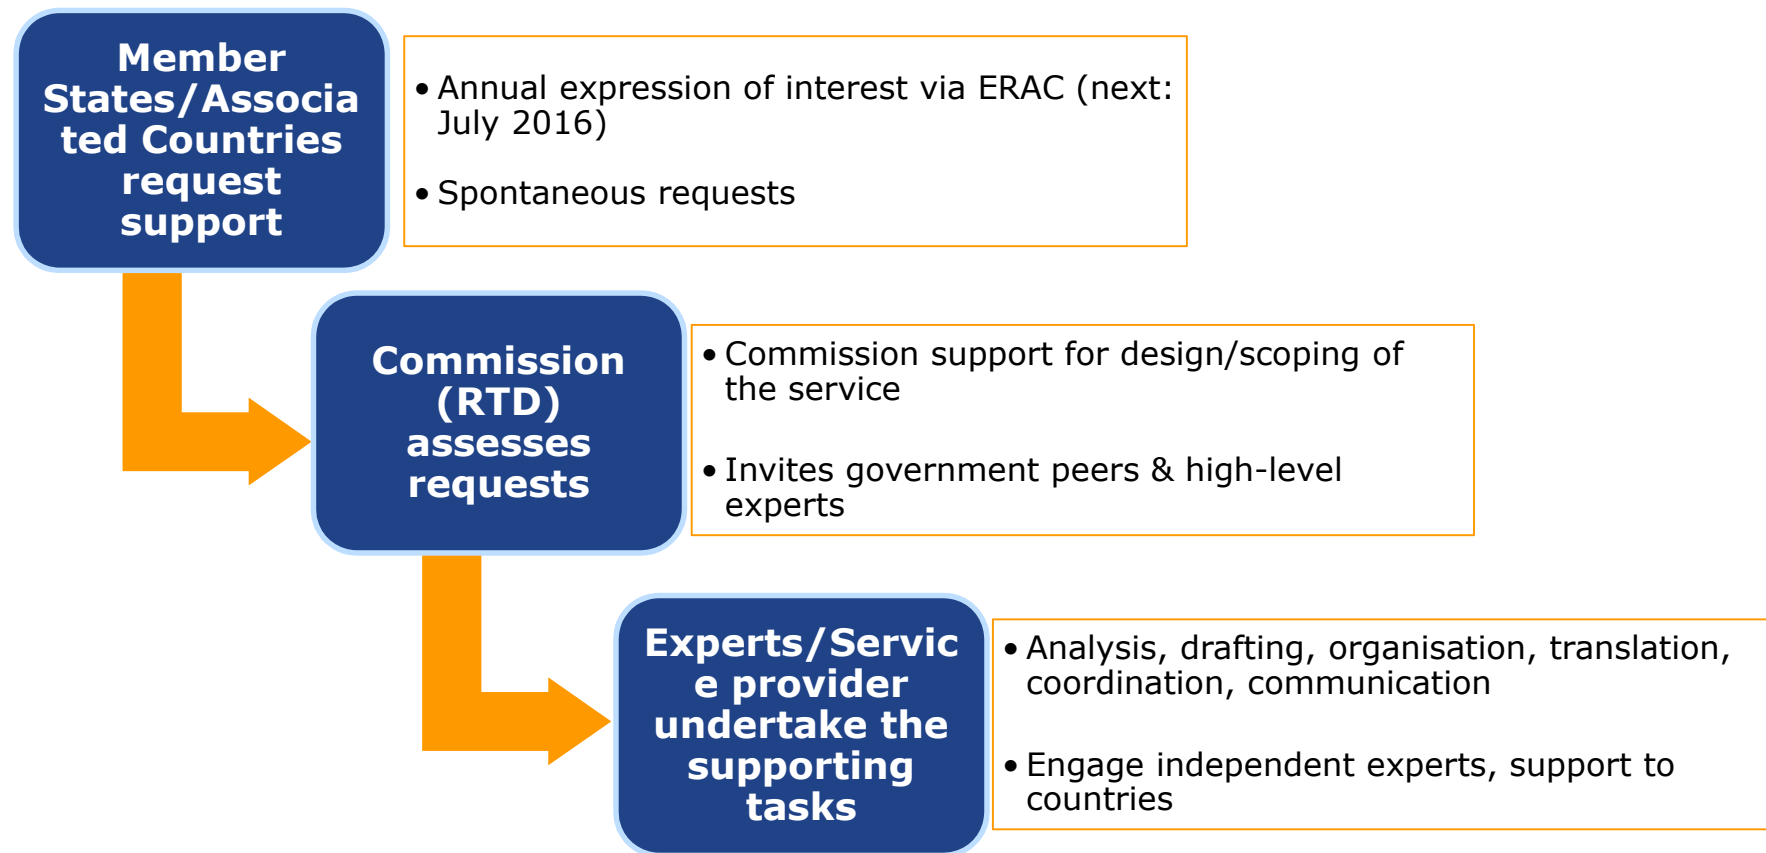 Member
States/Associa
ted Countries
request
support
• Annual expression of interest via ERAC (next:
July 2016)
• Spontaneous requests
Commission
(RTD)
assesses
requests
• Commission support for design/scoping of
the service
• Invites government peers & high-level
experts
Experts/Servic
e provider
undertake the
supporting
tasks
• Analysis, drafting, organisation, translation,
coordination, communication
• Engage independent experts, support to
countries